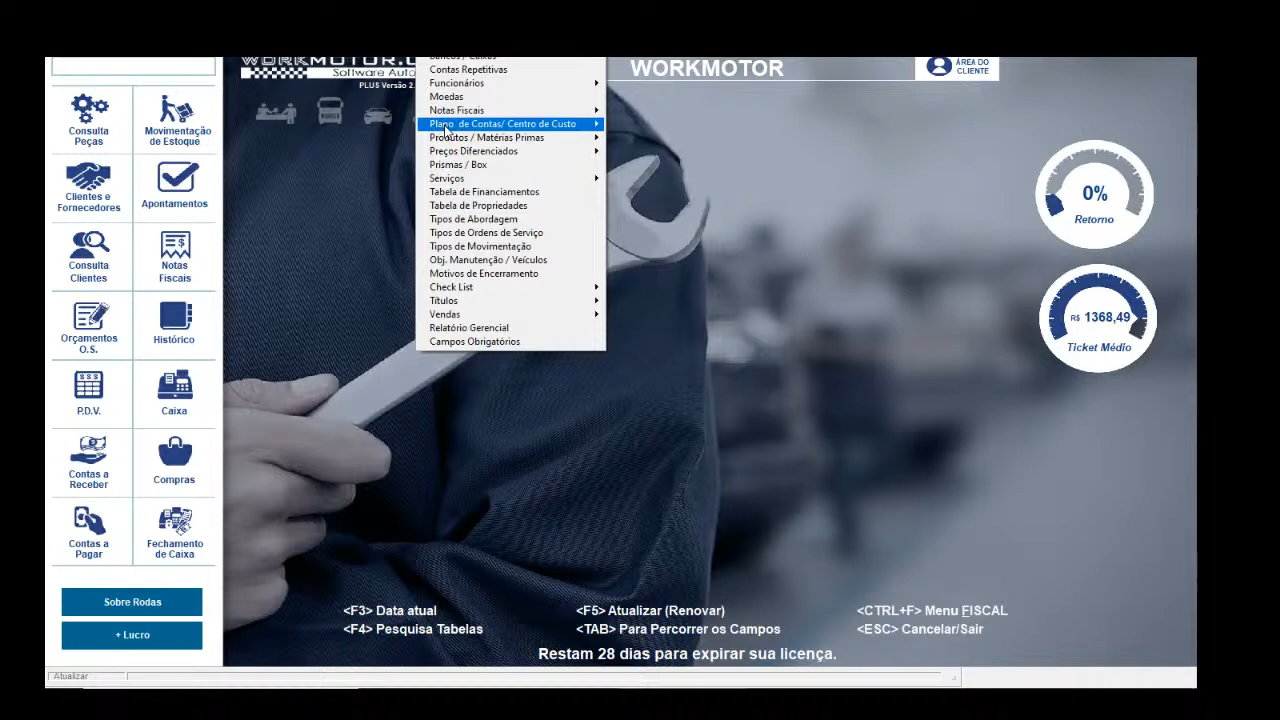 WORKMOTOR
Software Auto
PLUS Versão 2.
WORKMOTOR
ÁREA DO
CLIENTE
Bancos / Caixas
Contas Repetitivas
Funcionários
Moedas
Notas Fiscais
Plano de Contas/ Centro de Custo
Produtos / Matérias Primas
Preços Diferenciados
Prismas / Box
Serviços
Tabela de Financiamentos
Tabela de Propriedades
Tipos de Abordagem
Tipos de Ordens de Serviço
Tipos de Movimentação
Obj. Manutenção / Veículos
Motivos de Encerramento
Check List
Títulos
Vendas
Relatório Gerencial
Campos Obrigatórios
Consulta
Peças
Movimentação
de Estoque
Clientes e
Fornecedores
Apontamentos
Consulta
Clientes
Notas
Fiscais
Orçamentos
O.S.
Histórico
P.D.V.
Caixa
Contas a
Receber
Compras
Contas a
Pagar
Fechamento
de Caixa
Sobre Rodas
+ Lucro
0%
Retorno
R$ 1368,49
Ticket Médio
<F3> Data atual
<F5> Atualizar (Renovar)
<CTRL+F> Menu FISCAL
<F4> Pesquisa Tabelas
<TAB> Para Percorrer os Campos
<ESC> Cancelar/Sair
Restam 28 dias para expirar sua licença.
Atualizar